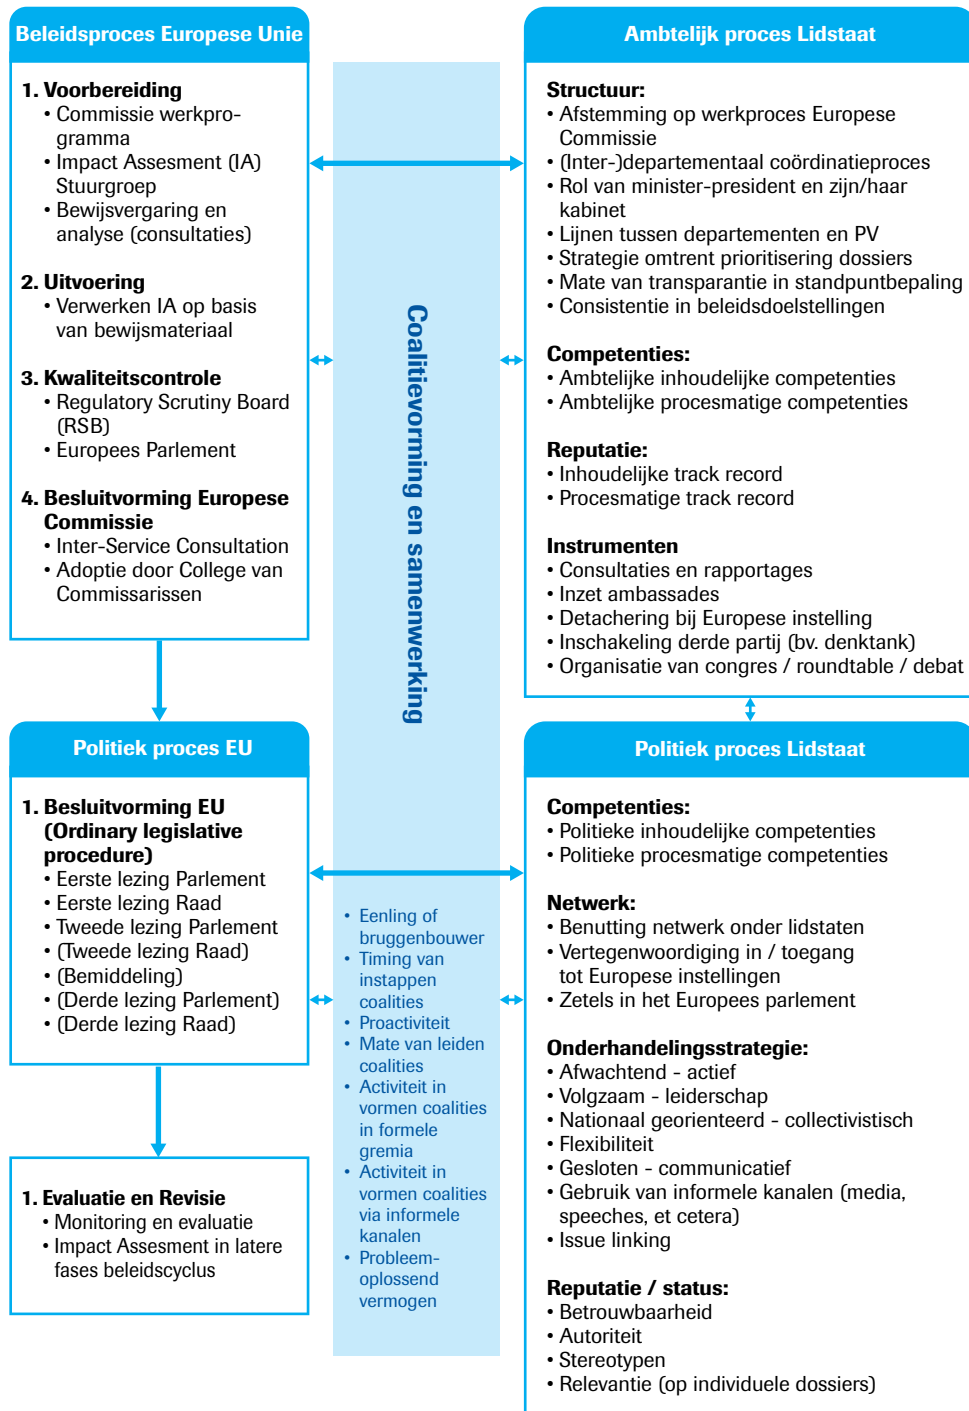 Beleidsproces Europese Unie
1. Voorbereiding
• Commissie werkpro-
gramma
• Impact Assesment (IA)
Stuurgroep
• Bewijsvergaring en
analyse (consultaties)
2. Uitvoering
• Verwerken IA op basis
van bewijsmateriaal
3. Kwaliteitscontrole
• Regulatory Scrutiny Board
(RSB)
• Europees Parlement
4. Besluitvorming Europese
Commissie
• Inter-Service Consultation
• Adoptie door College van
Commissarissen
Politiek proces EU
1. Besluitvorming EU
(Ordinary legislative
procedure)
• Eerste lezing Parlement
• Eerste lezing Raad
• Tweede lezing Parlement
• (Tweede lezing Raad)
• (Bemiddeling)
• (Derde lezing Parlement)
• (Derde lezing Raad)
1. Evaluatie en Revisie
• Monitoring en evaluatie
• Impact Assesment in latere
fases beleidscyclus
Coalitievorming en samenwerking
• Eenling of
bruggenbouwer
• Timing van
instappen
coalities
• Proactiviteit
• Mate van leiden
coalities
• Activiteit in
vormen coalities
in formele
gremia
• Activiteit in
vormen coalities
via informele
kanalen
• Probleem-
oplossend
vermogen
Ambtelijk proces Lidstaat
Structuur:
• Afstemming op werkproces Europese
Commissie
• (Inter-)departementaal coördinatieproces
• Rol van minister-president en zijn/haar
kabinet
• Lijnen tussen departementen en PV
• Strategie omtrent prioritisering dossiers
• Mate van transparantie in standpuntbepaling
• Consistentie in beleidsdoelstellingen
Competenties:
• Ambtelijke inhoudelijke competenties
• Ambtelijke procesmatige competenties
Reputatie:
• Inhoudelijke track record
• Procesmatige track record
Instrumenten
• Consultaties en rapportages
• Inzet ambassades
• Detachering bij Europese instelling
• Inschakeling derde partij (bv. denktank)
• Organisatie van congres / roundtable / debat
Politiek proces Lidstaat
Competenties:
• Politieke inhoudelijke competenties
• Politieke procesmatige competenties
Netwerk:
• Benutting netwerk onder lidstaten
• Vertegenwoordiging in / toegang
tot Europese instellingen
• Zetels in het Europees parlement
Onderhandelingsstrategie:
• Afwachtend - actief
• Volgzaam - leiderschap
• Nationaal georienteerd - collectivistisch
• Flexibiliteit
• Gesloten - communicatief
• Gebruik van informele kanalen (media,
speeches, et cetera)
• Issue linking
Reputatie / status:
• Betrouwbaarheid
• Autoriteit
• Stereotypen
• Relevantie (op individuele dossiers)